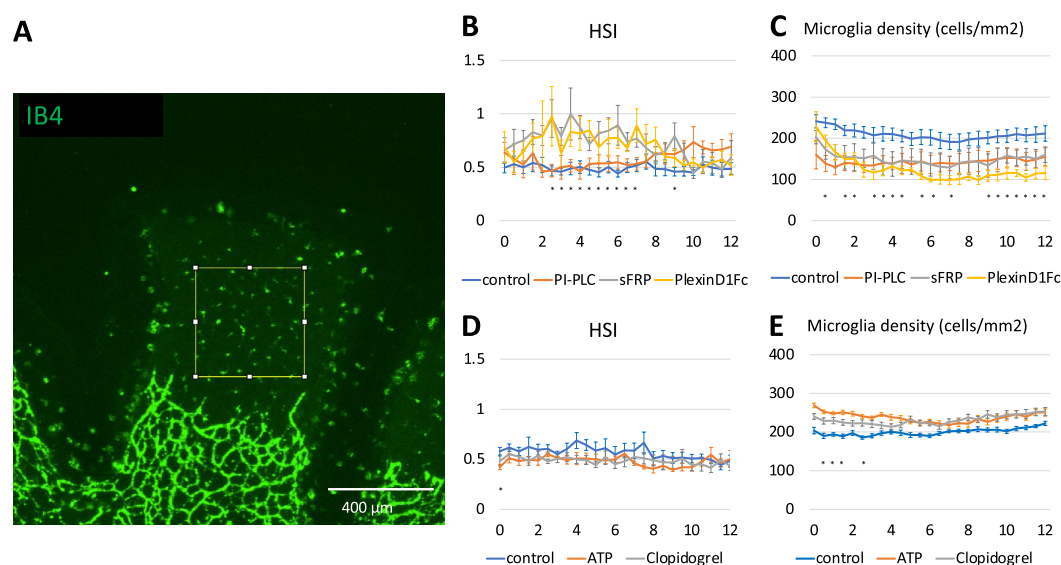 A
IB4
400 µm
B
HSI
1.5
1
0.5
0
0 2 4 6 8 10 12
control PI-PLC sFRP PlexinD1Fc
C
Microglia density (cells/mm2)
400
300
200
100
0
0 2 4 6 8 10 12
control PI-PLC sFRP PlexinD1Fc
D
HSI
1.5
1
0.5
0
0 2 4 6 8 10 12
control ATP Clopidogrel
E
Microglia density (cells/mm2)
400
300
200
100
0
0 2 4 6 8 10 12
control ATP Clopidogrel